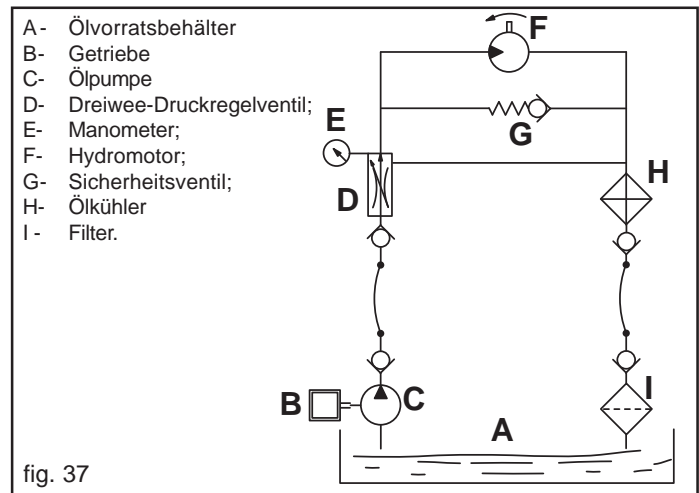 A - Ölvorratsbehälter
B- Getriebe
C- Ölpumpe
D- Dreiwee-Druckregelventil;
E- Manometer;
F- Hydromotor;
G- Sicherheitsventil;
H- Ölkühler
I - Filter.
F
E
G
H
D
B
C
I
A
fig. 37